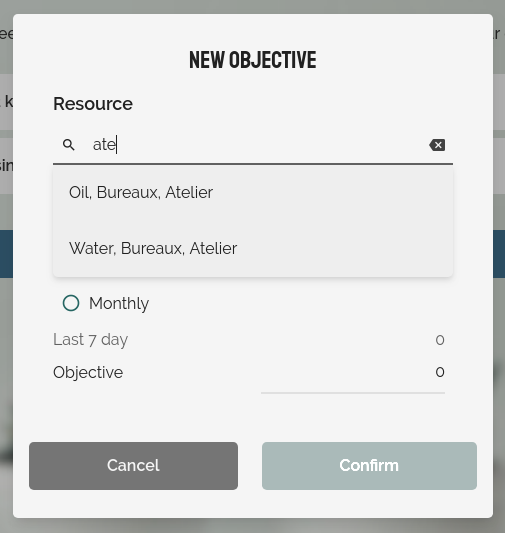 NEW OBJECTIVE
Resource
ate
Oil, Bureaux, Atelier
Water, Bureaux, Atelier
Monthly
Last 7 day 0
Objective 0
Cancel Confirm